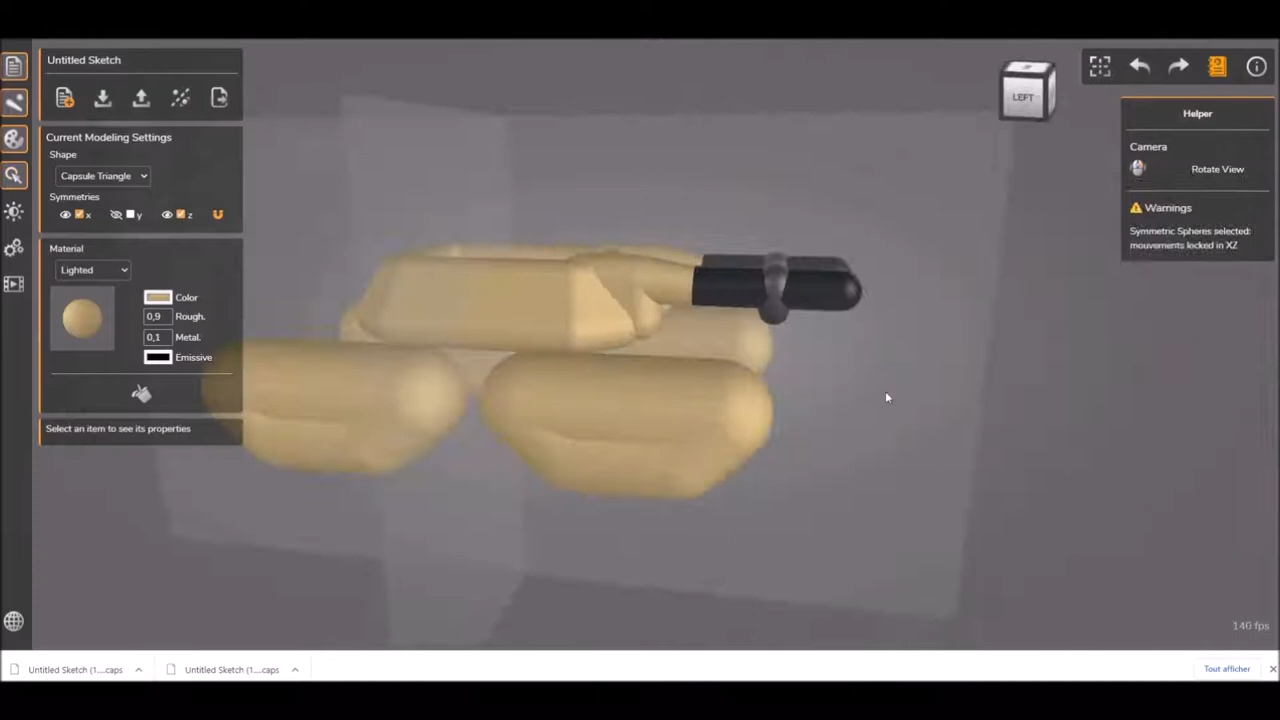 Untitled Sketch
Current Modeling Settings
Shape
Capsule Triangle
Symmetries
x y z
Material
Lighted
Color
0,9 Rough.
0,1 Metal.
Emissive
Select an item to see its properties
LEFT
Helper
Camera
Rotate View
Warnings
Symmetric Spheres selected:
mouvements locked in XZ
140 fps
Untitled Sketch (1....caps
Untitled Sketch (1....caps
Tout afficher